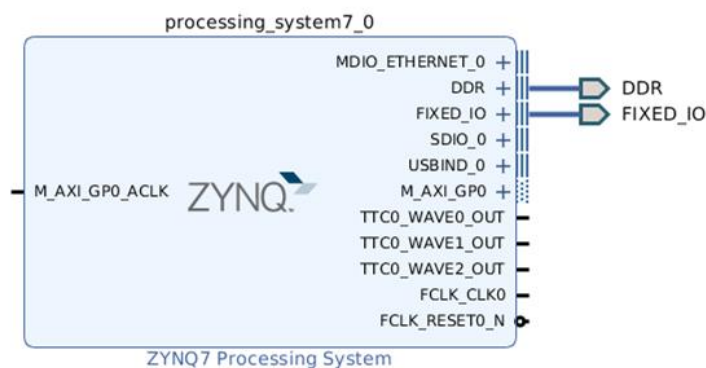 processing_system7_0
MDIO_ETHERNET_0
DDR
DDR
FIXED_IO
FIXED_IO
SDIO_0
USBIND_0
M_AXI_GP0_ACLK
ZYNQ
M_AXI_GP0
TTC0_WAVE0_OUT
TTC0_WAVE1_OUT
TTC0_WAVE2_OUT
FCLK_CLK0
FCLK_RESET0_N
ZYNQ7 Processing System